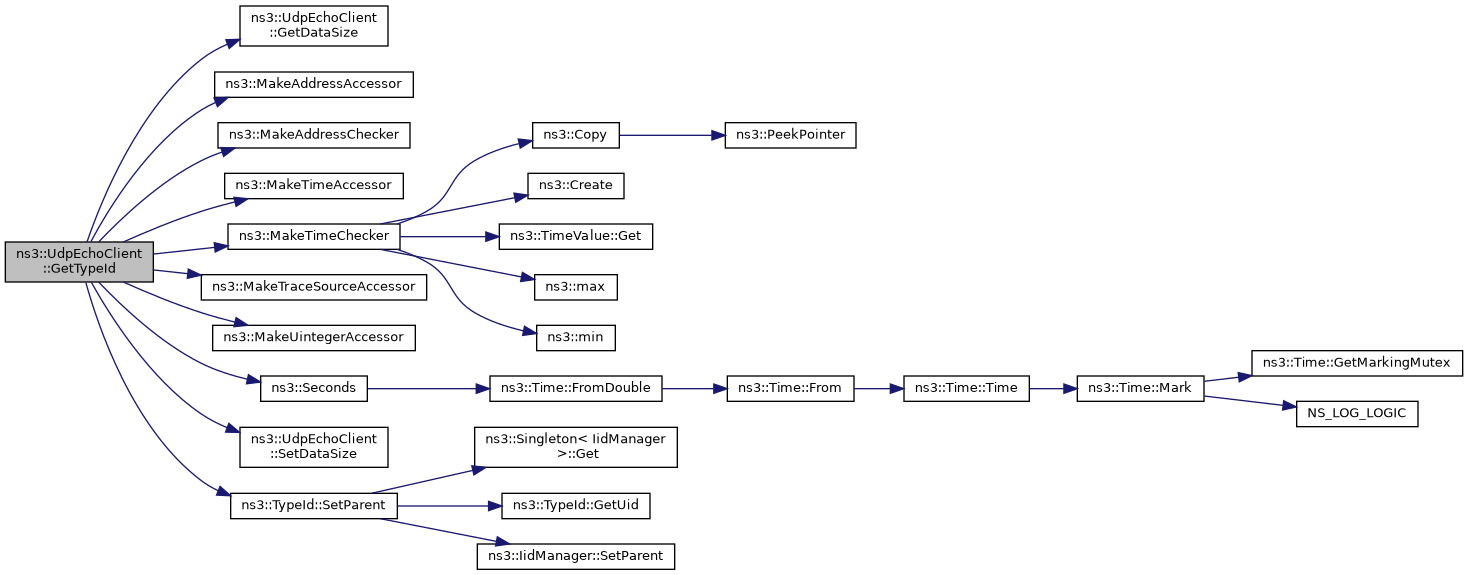 ns3::UdpEchoClient
::GetTypeId
ns3::UdpEchoClient
::GetDataSize
ns3::MakeAddressAccessor
ns3::MakeAddressChecker
ns3::MakeTimeAccessor
ns3::MakeTimeChecker
ns3::Copy
ns3::PeekPointer
ns3::Create
ns3::TimeValue::Get
ns3::max
ns3::min
ns3::MakeTraceSourceAccessor
ns3::MakeUintegerAccessor
ns3::Seconds
ns3::Time::FromDouble
ns3::Time::From
ns3::Time::Time
ns3::Time::Mark
ns3::Time::GetMarkingMutex
NS_LOG_LOGIC
ns3::UdpEchoClient
::SetDataSize
ns3::TypeId::SetParent
ns3::Singleton< IidManager
>::Get
ns3::TypeId::GetUid
ns3::IidManager::SetParent